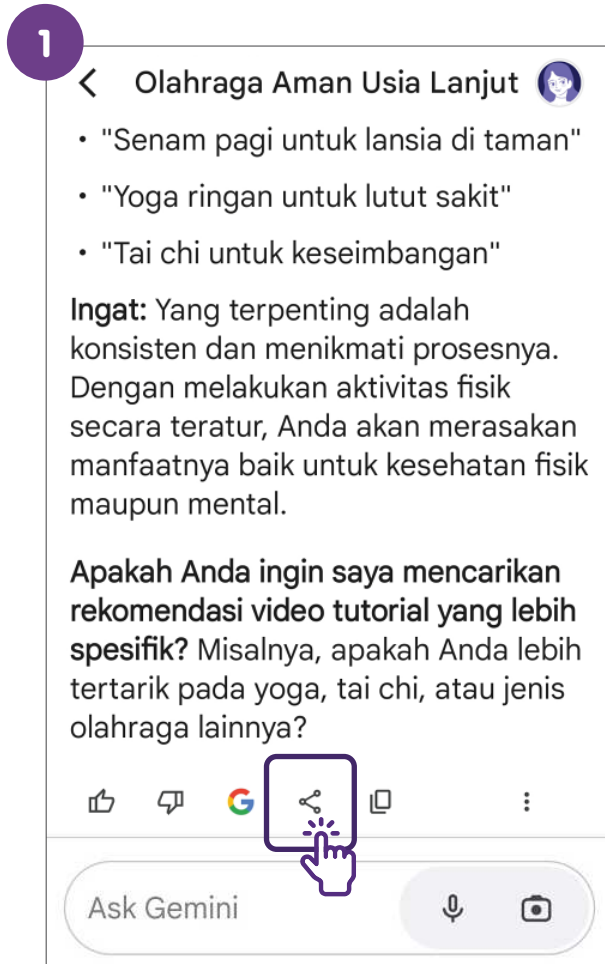 1
Olahraga Aman Usia Lanjut
• "Senam pagi untuk lansia di taman"
• "Yoga ringan untuk lutut sakit"
• "Tai chi untuk keseimbangan"
Ingat: Yang terpenting adalah
konsisten dan menikmati prosesnya.
Dengan melakukan aktivitas fisik
secara teratur, Anda akan merasakan
manfaatnya baik untuk kesehatan fisik
maupun mental.
Apakah Anda ingin saya mencarikan
rekomendasi video tutorial yang lebih
spesifik? Misalnya, apakah Anda lebih
tertarik pada yoga, tai chi, atau jenis
olahraga lainnya?
G
Ask Gemini